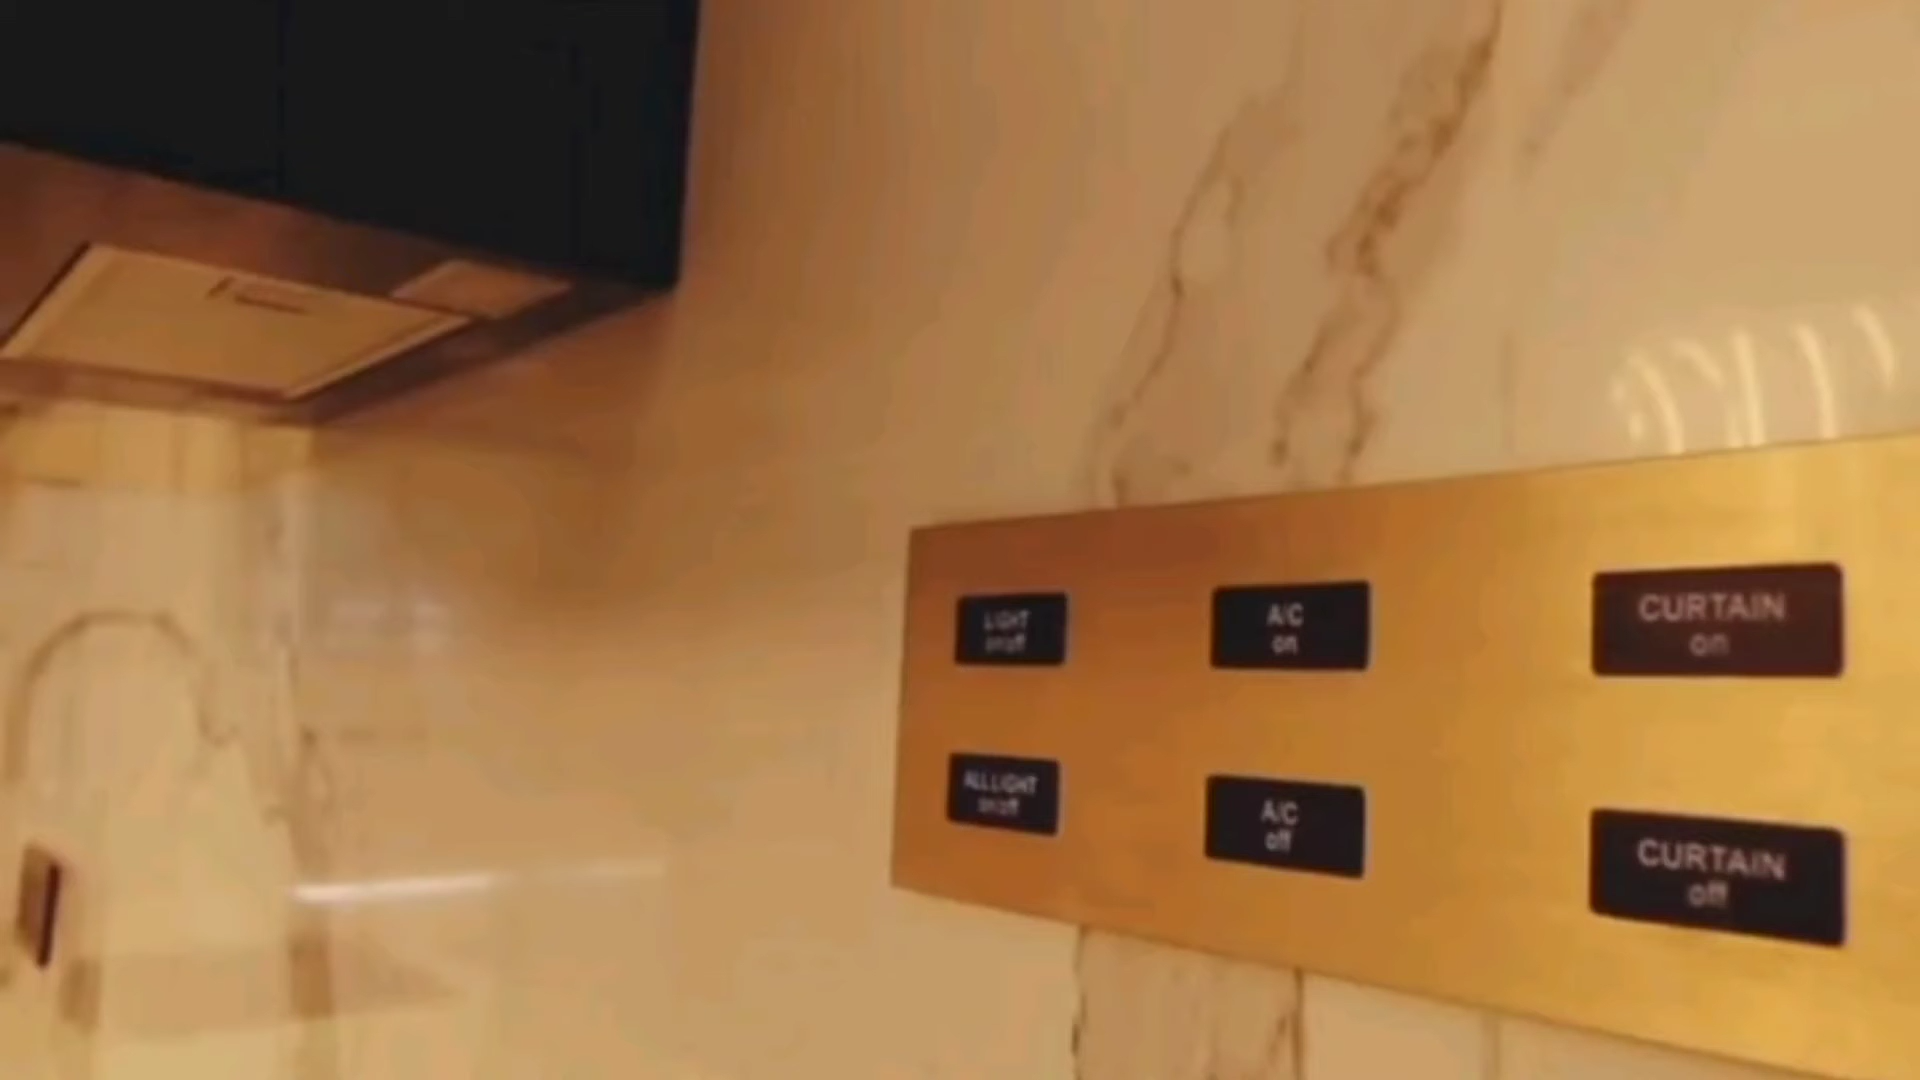 LIGHT
on/off
A/C
on
CURTAIN
on
ALL LIGHT
on/off
A/C
off
CURTAIN
off